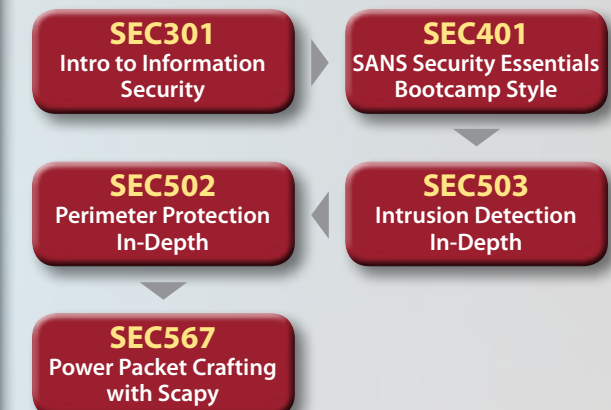 SEC301
Intro to Information
Security
SEC401
SANS Security Essentials
Bootcamp Style
SEC503
Intrusion Detection
In-Depth
SEC502
Perimeter Protection
In-Depth
SEC567
Power Packet Crafting
with Scapy